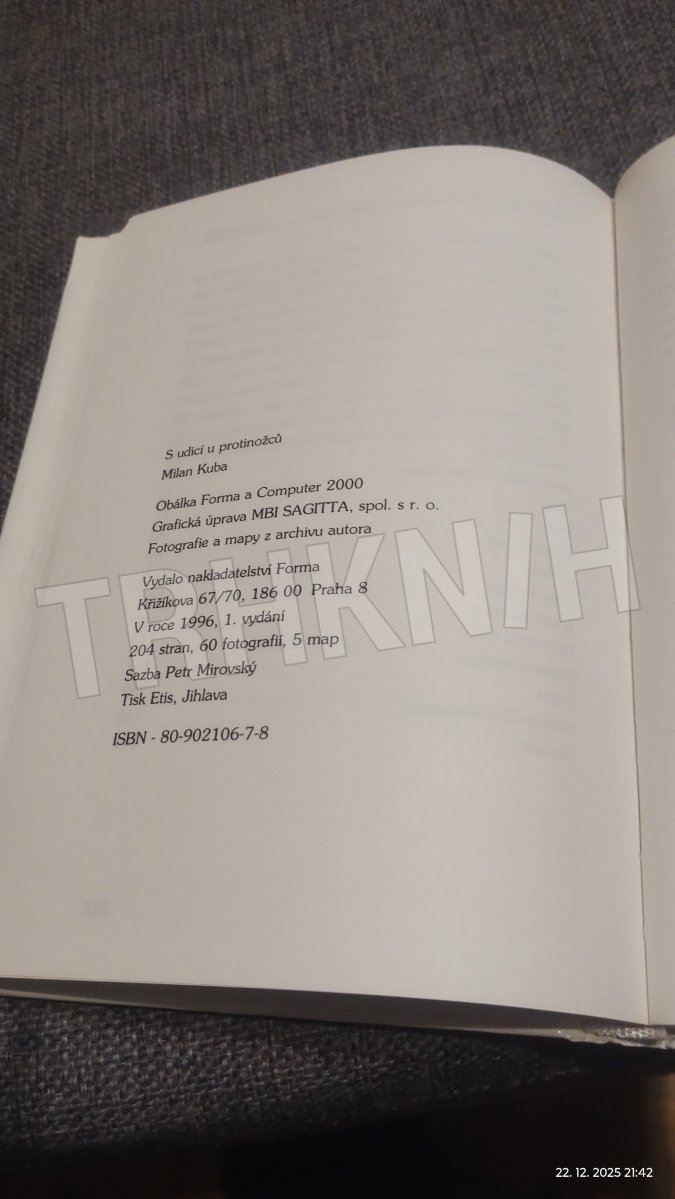 S udicí u protinožců
Milan Kuba
Obálka Forma a Computer 2000
Grafická úprava MBI SAGITTA, spol. s r. o.
Fotografie a mapy z archivu autora
Vydalo nakladatelství Forma
Křižíkova 67/70, 186 00 Praha 8
V roce 1996, 1. vydání
204 stran, 60 fotografií, 5 map
Sazba Petr Mirovský
Tisk Etis, Jihlava
ISBN - 80-902106-7-8
TRHKNIH
22. 12. 2025 21:42